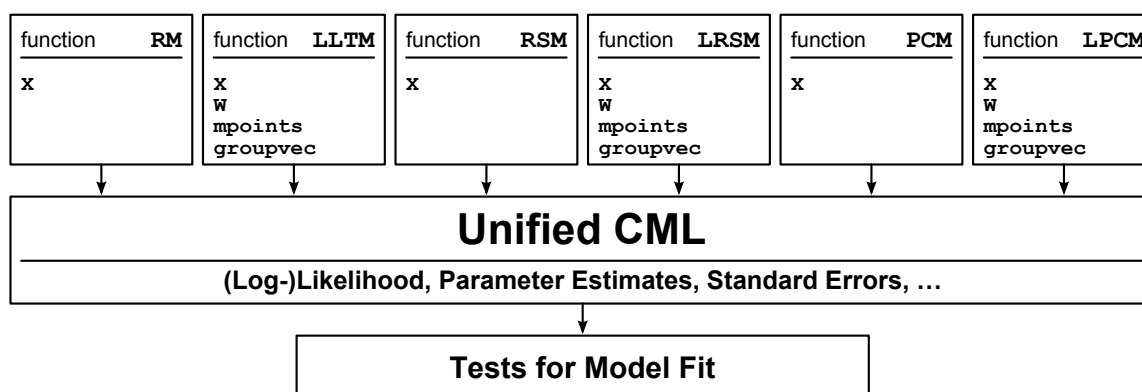 function RM
X
function LLTM
X
W
mpoints
groupvec
function RSM
X
function LRSM
X
W
mpoints
groupvec
function PCM
X
function LPCM
X
W
mpoints
groupvec
Unified CML
(Log-)Likelihood, Parameter Estimates, Standard Errors, …
Tests for Model Fit